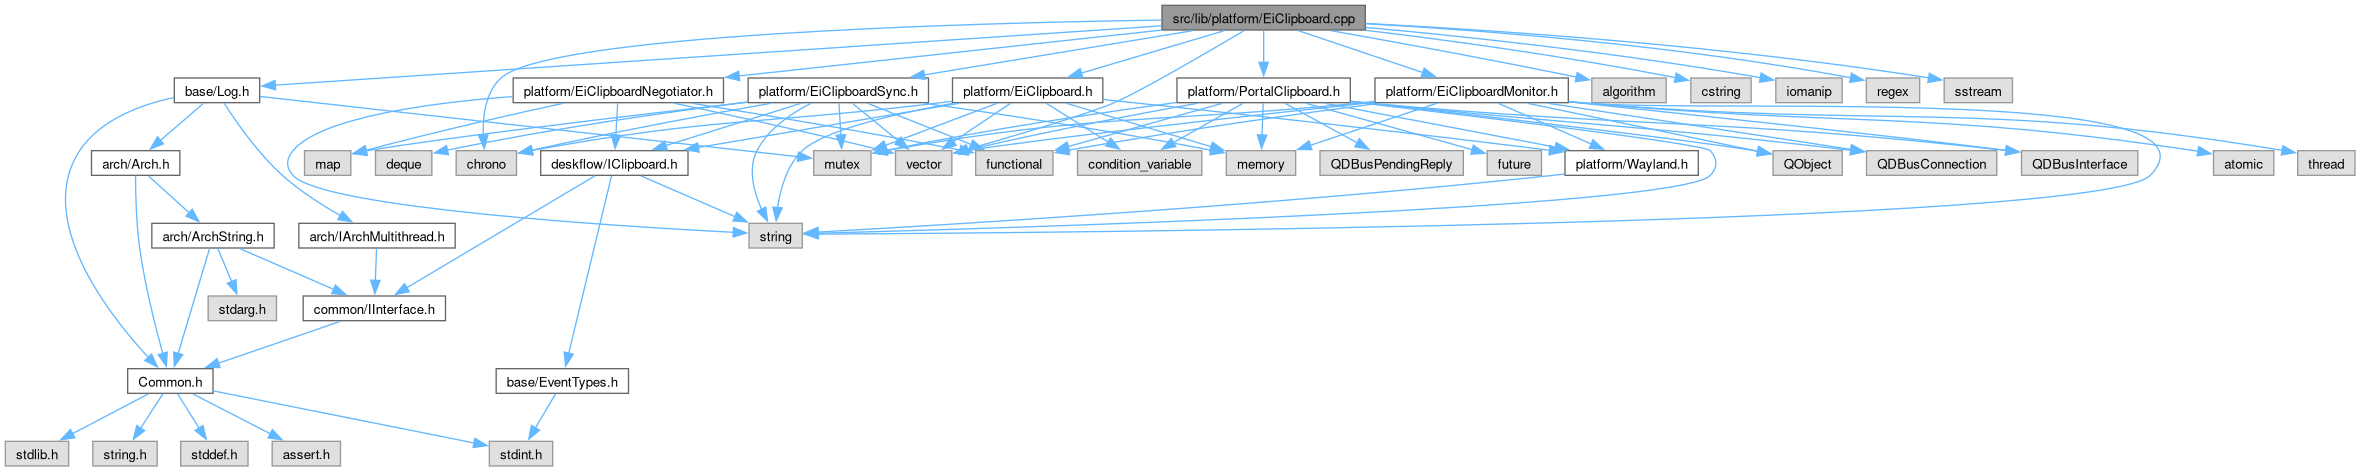 src/lib/platform/EiClipboard.cpp
base/Log.h
platform/EiClipboardNegotiator.h
platform/EiClipboardSync.h
platform/EiClipboard.h
platform/PortalClipboard.h
platform/EiClipboardMonitor.h
algorithm
cstring
iomanip
regex
sstream
arch/Arch.h
map
deque
chrono
deskflow/IClipboard.h
mutex
vector
functional
condition_variable
memory
QDBusPendingReply
future
platform/Wayland.h
QObject
QDBusConnection
QDBusInterface
atomic
thread
arch/ArchString.h
arch/IArchMultithread.h
string
stdarg.h
common/IInterface.h
Common.h
base/EventTypes.h
stdlib.h
string.h
stddef.h
assert.h
stdint.h